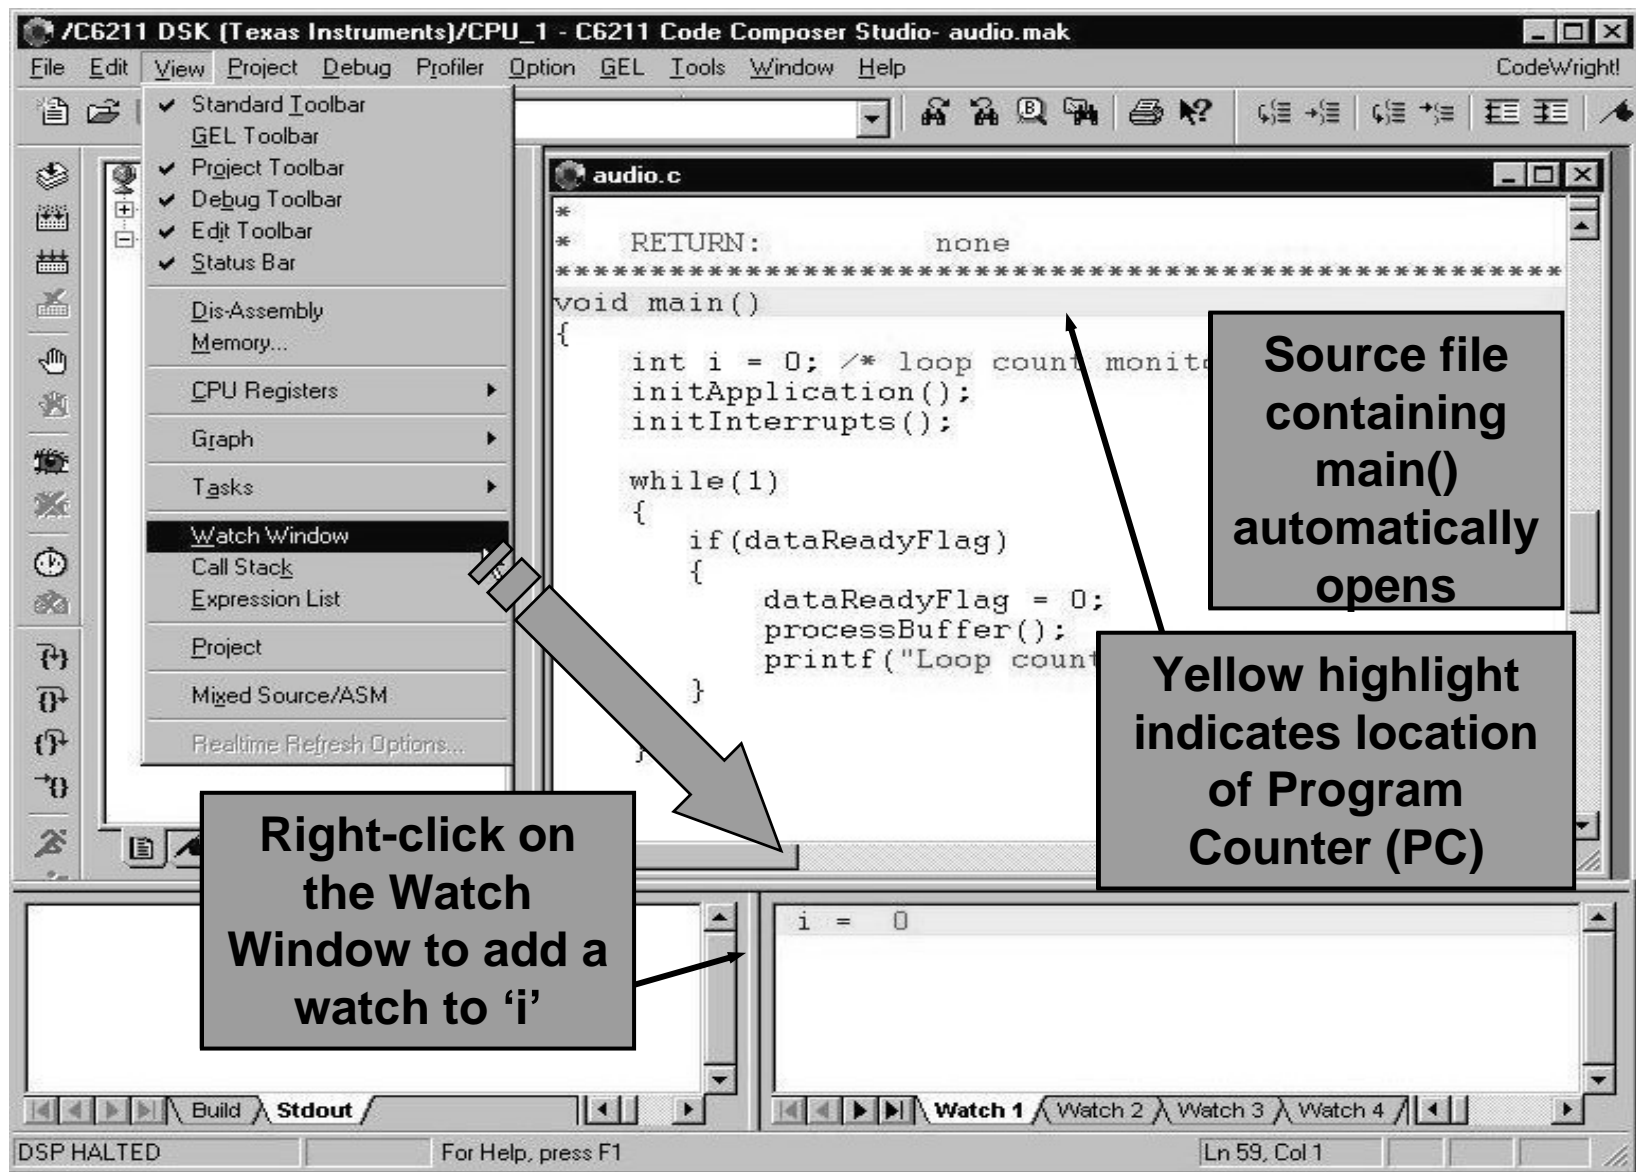 /C6211 DSK (Texas Instruments)/CPU_1 - C6211 Code Composer Studio- audio.mak
File Edit View Project Debug Profiler Option GEL Tools Window Help CodeWright!
Standard Toolbar
GEL Toolbar
Project Toolbar
Debug Toolbar
Edit Toolbar
Status Bar
Dis-Assembly
Memory...
CPU Registers
Graph
Tasks
Watch Window
Call Stack
Expression List
Project
Mixed Source/ASM
Realtime Refresh Options...
audio.c
*
* RETURN: none
*******************************************************
void main()
{
int i = 0; /* loop count
initApplication();
initInterrupts();
while(1)
{
if(dataReadyFlag)
{
dataReadyFlag = 0;
processBuffer();
printf("Loop count
}
}
Source file
containing
main()
automatically
opens
Yellow highlight
indicates location
of Program
Counter (PC)
Right-click on
the Watch
Window to add a
watch to ‘i’
i = 0
Build Stdout
Watch 1 Watch 2 Watch 3 Watch 4
DSP HALTED For Help, press F1 Ln 59, Col 1